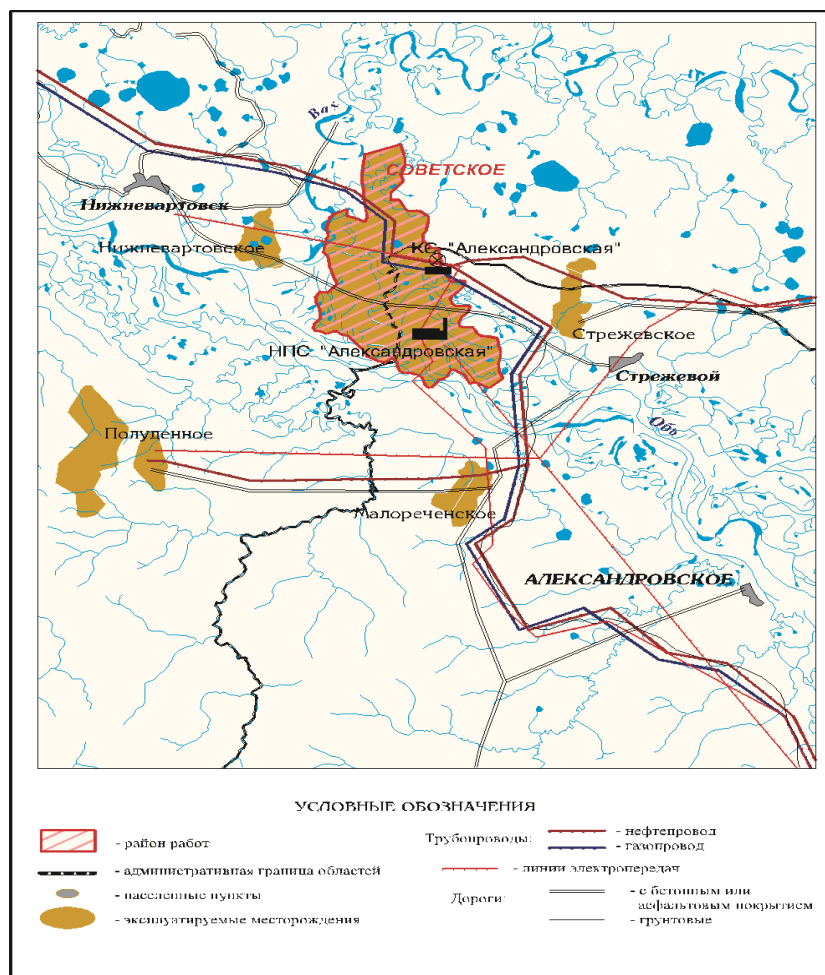 Вах
СОВЕТСКОЕ
Нижневартовск
Нижневартовское
КС "Александровская"
Стрежевское
НПС "Александровская"
Стрежевой
Обь
Полуденное
Малореченское
АЛЕКСАНДРОВСКОЕ
УСЛОВНЫЕ ОБОЗНАЧЕНИЯ
- район работ
- административная граница областей
- населенные пункты
- эксплуатируемые месторождения
Трубопроводы:
- нефтепровод
- газопровод
- линии электропередач
Дороги:
- с бетонным или
асфальтовым покрытием
- грунтовые